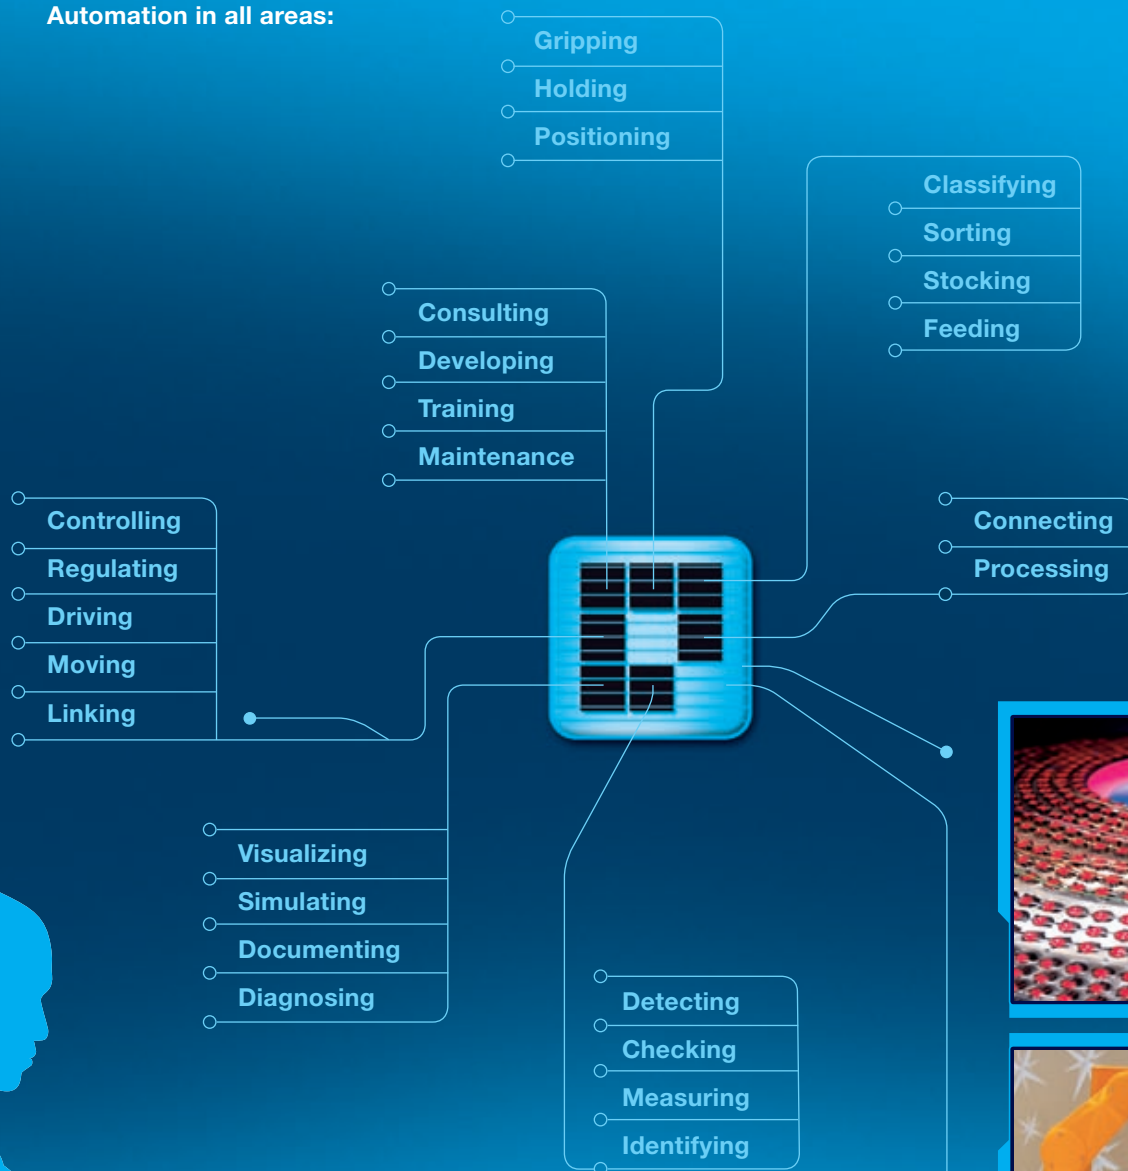 Automation in all areas:
Gripping
Holding
Positioning
Classifying
Sorting
Stocking
Feeding
Consulting
Developing
Training
Maintenance
Controlling
Regulating
Driving
Moving
Linking
Connecting
Processing
Visualizing
Simulating
Documenting
Diagnosing
Detecting
Checking
Measuring
Identifying